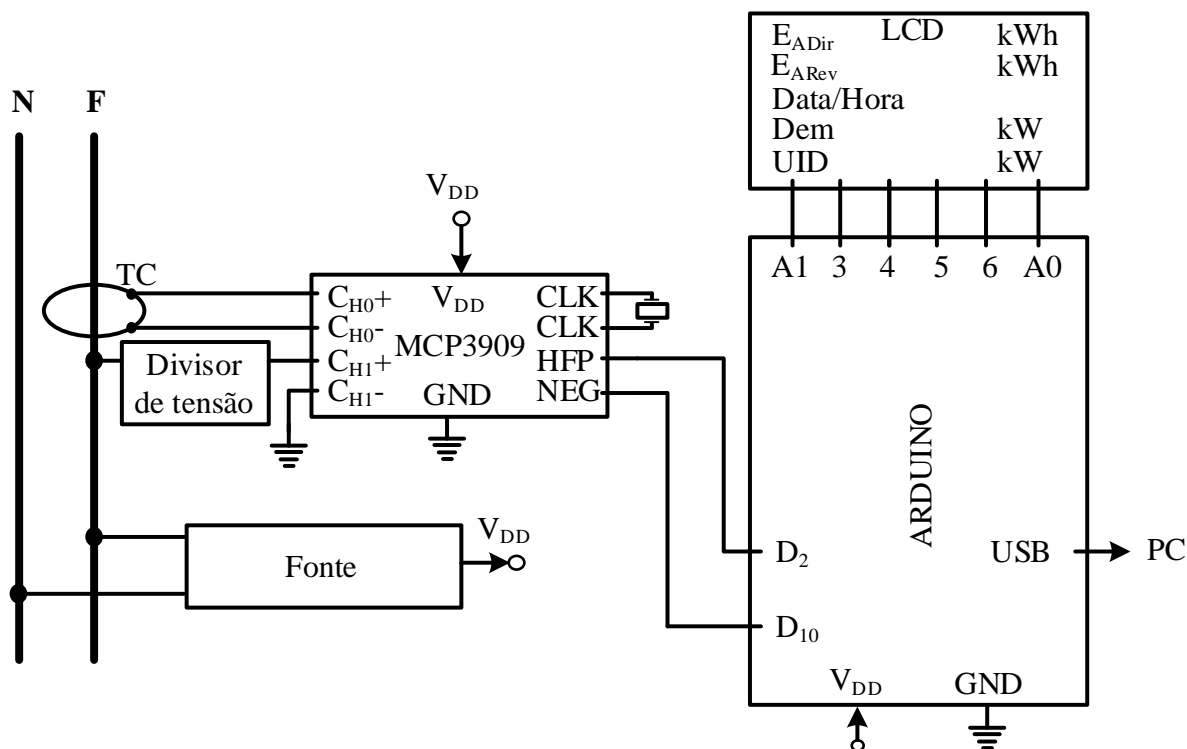 N F
TC
Divisor
de tensão
V_DD
V_DD
C_H0+
C_H0-
C_H1+
C_H1-
MCP3909
GND
CLK
CLK
HFP
NEG
Fonte
V_DD
LCD
E_ADir kWh
E_ARev kWh
Data/Hora
Dem kW
UID kW
A1 3 4 5 6 A0
ARDUINO
D_2
D_10
USB
PC
V_DD
GND